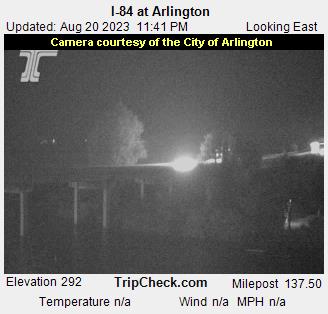 I-84 at Arlington
Updated: Aug 20 2023 11:41 PM Looking East
Camera courtesy of the City of Arlington
Elevation 292 TripCheck.com Milepost 137.50
Temperature n/a Wind n/a MPH n/a